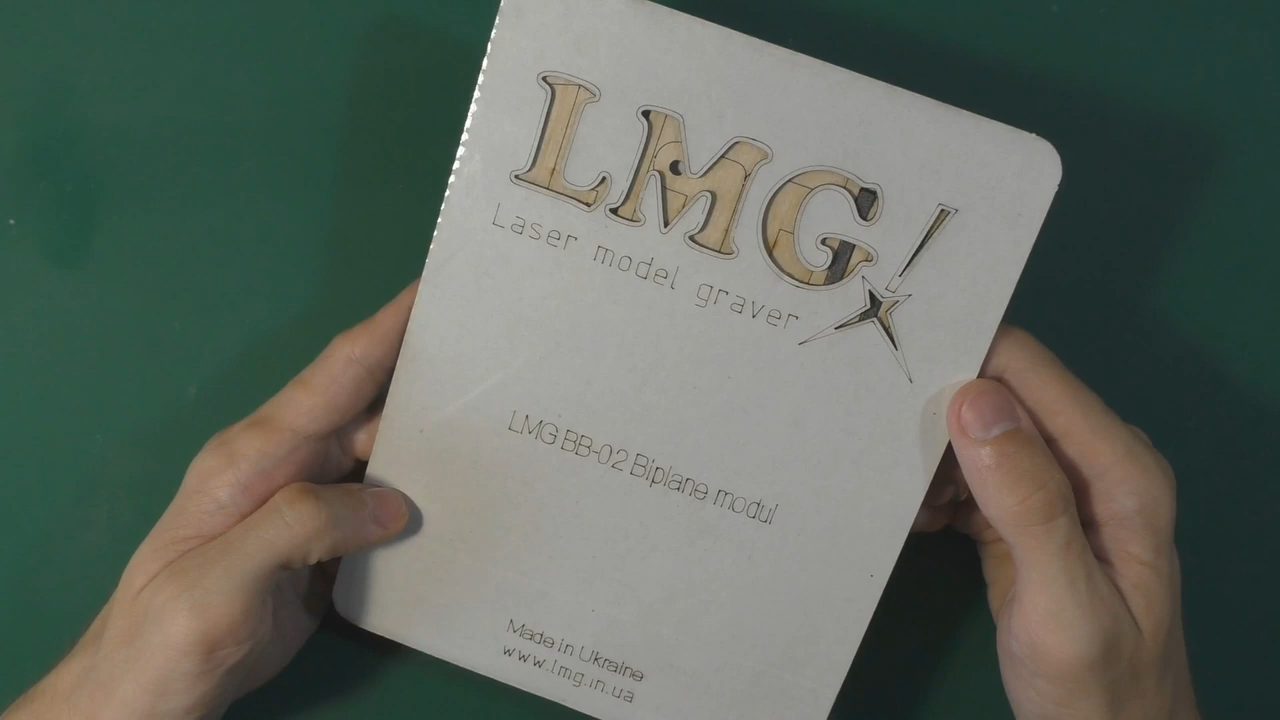 LMG!
Laser model graver
LMG BB-02 Biplane modul
Made in Ukraine
www.lmg.in.ua